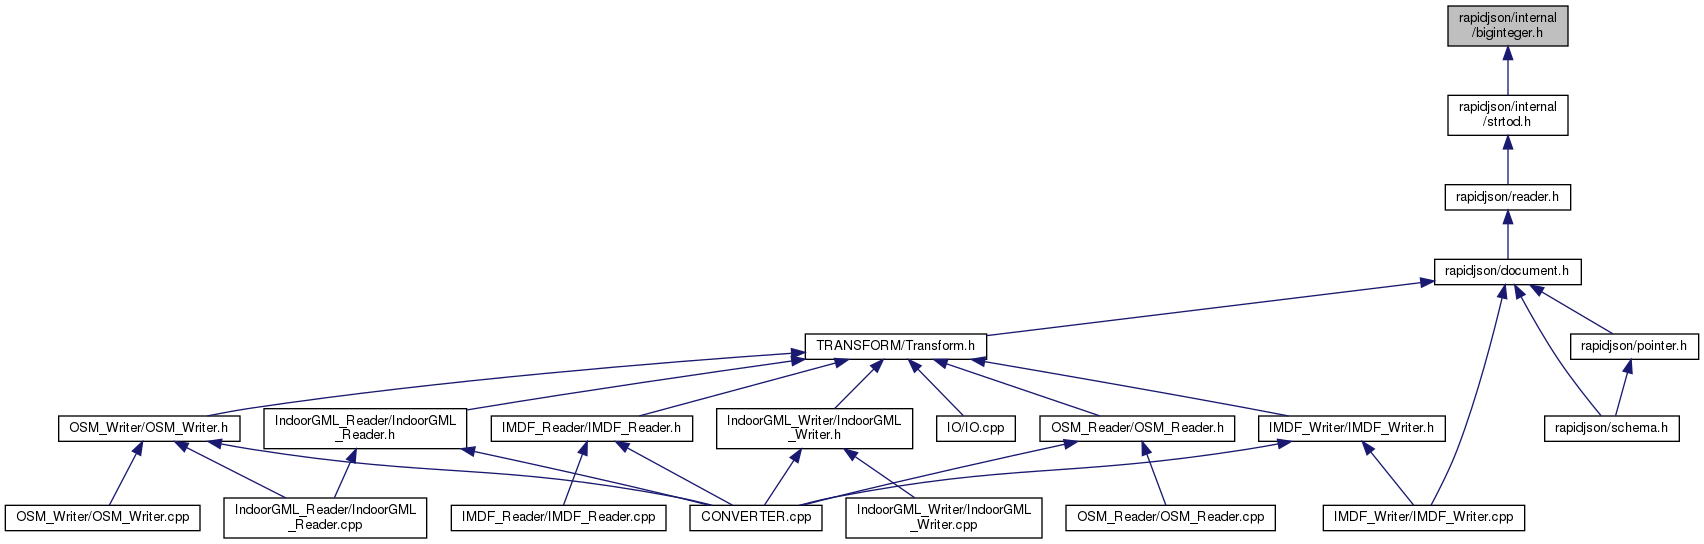 rapidjson/internal
/biginteger.h
rapidjson/internal
/strtod.h
rapidjson/reader.h
rapidjson/document.h
TRANSFORM/Transform.h
rapidjson/pointer.h
OSM_Writer/OSM_Writer.h
IndoorGML_Reader/IndoorGML
_Reader.h
IMDF_Reader/IMDF_Reader.h
IndoorGML_Writer/IndoorGML
_Writer.h
IO/IO.cpp
OSM_Reader/OSM_Reader.h
IMDF_Writer/IMDF_Writer.h
rapidjson/schema.h
OSM_Writer/OSM_Writer.cpp
IndoorGML_Reader/IndoorGML
_Reader.cpp
IMDF_Reader/IMDF_Reader.cpp
CONVERTER.cpp
IndoorGML_Writer/IndoorGML
_Writer.cpp
OSM_Reader/OSM_Reader.cpp
IMDF_Writer/IMDF_Writer.cpp